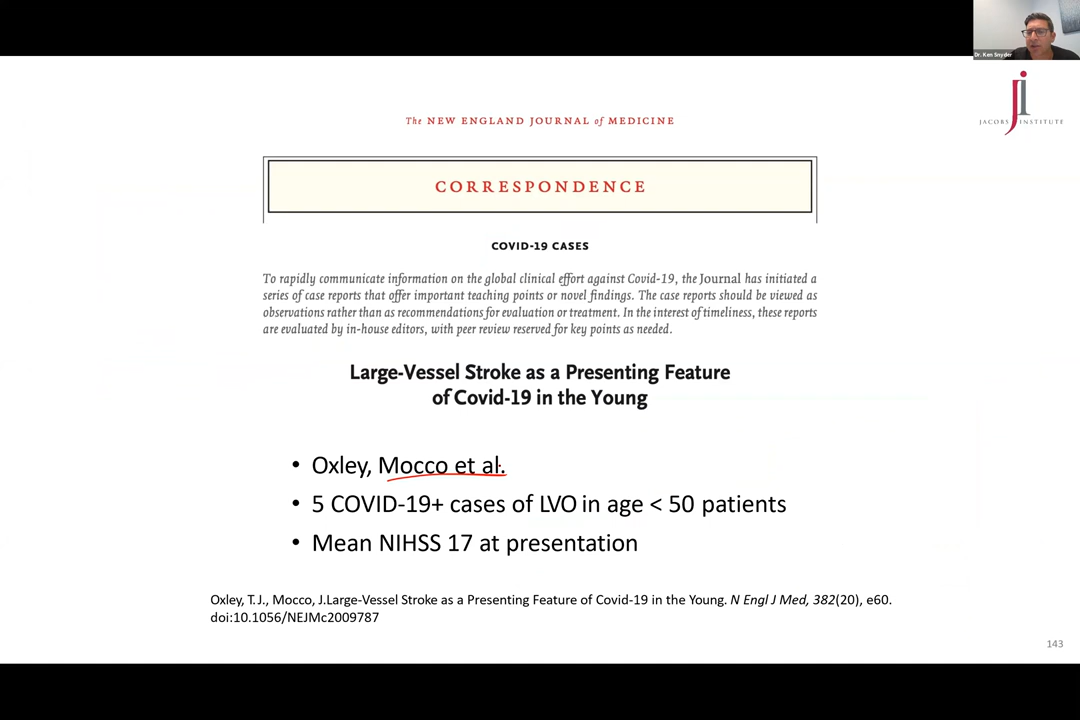 Dr. Ken Snyder
JACOBS INSTITUTE
The NEW ENGLAND JOURNAL of MEDICINE
CORRESPONDENCE
COVID-19 CASES
To rapidly communicate information on the global clinical effort against Covid-19, the Journal has initiated a
series of case reports that offer important teaching points or novel findings. The case reports should be viewed as
observations rather than as recommendations for evaluation or treatment. In the interest of timeliness, these reports
are evaluated by in-house editors, with peer review reserved for key points as needed.
Large-Vessel Stroke as a Presenting Feature
of Covid-19 in the Young
• Oxley, Mocco et al.
• 5 COVID-19+ cases of LVO in age < 50 patients
• Mean NIHSS 17 at presentation
Oxley, T. J., Mocco, J.Large-Vessel Stroke as a Presenting Feature of Covid-19 in the Young. N Engl J Med, 382(20), e60.
doi:10.1056/NEJMc2009787
143